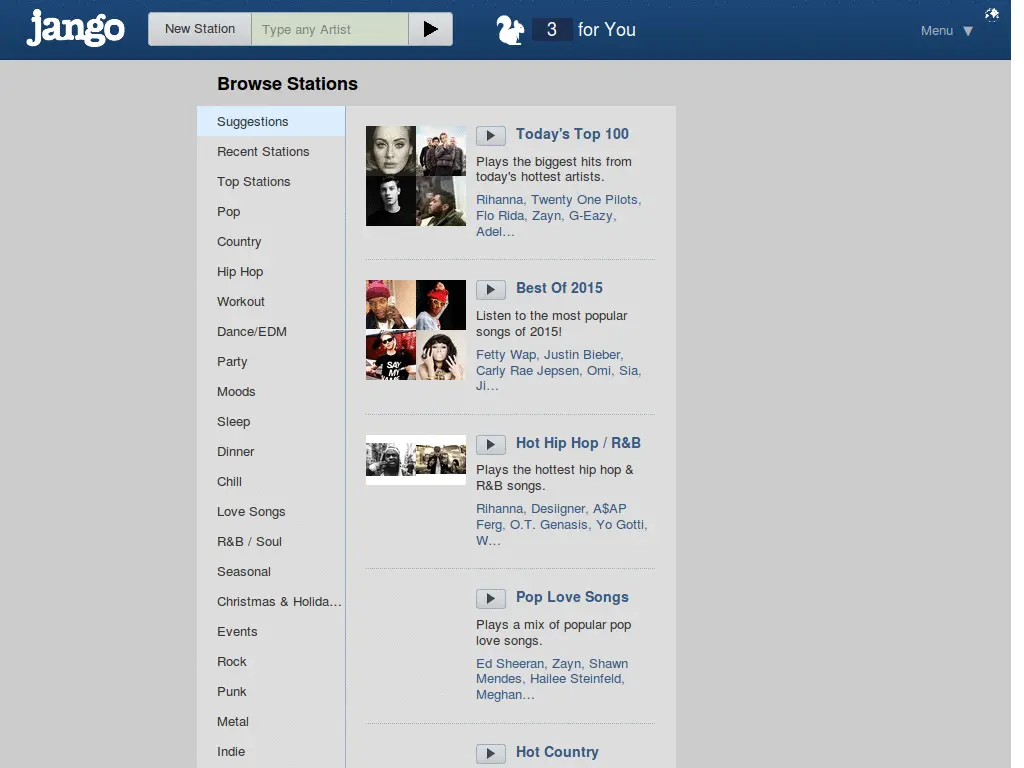 jango
New Station
Type any Artist
3 for You
Menu ▼
Browse Stations
Suggestions
Recent Stations
Top Stations
Pop
Country
Hip Hop
Workout
Dance/EDM
Party
Moods
Sleep
Dinner
Chill
Love Songs
R&B / Soul
Seasonal
Christmas & Holida...
Events
Rock
Punk
Metal
Indie
Today's Top 100
Plays the biggest hits from
today's hottest artists.
Rihanna, Twenty One Pilots,
Flo Rida, Zayn, G-Eazy,
Adel...
Best Of 2015
Listen to the most popular
songs of 2015!
Fetty Wap, Justin Bieber,
Carly Rae Jepsen, Omi, Sia,
Ji...
SAY
MY
Hot Hip Hop / R&B
Plays the hottest hip hop &
R&B songs.
Rihanna, Desiigner, A$AP
Ferg, O.T. Genasis, Yo Gotti,
W...
Pop Love Songs
Plays a mix of popular pop
love songs.
Ed Sheeran, Zayn, Shawn
Mendes, Hailee Steinfeld,
Meghan...
Hot Country